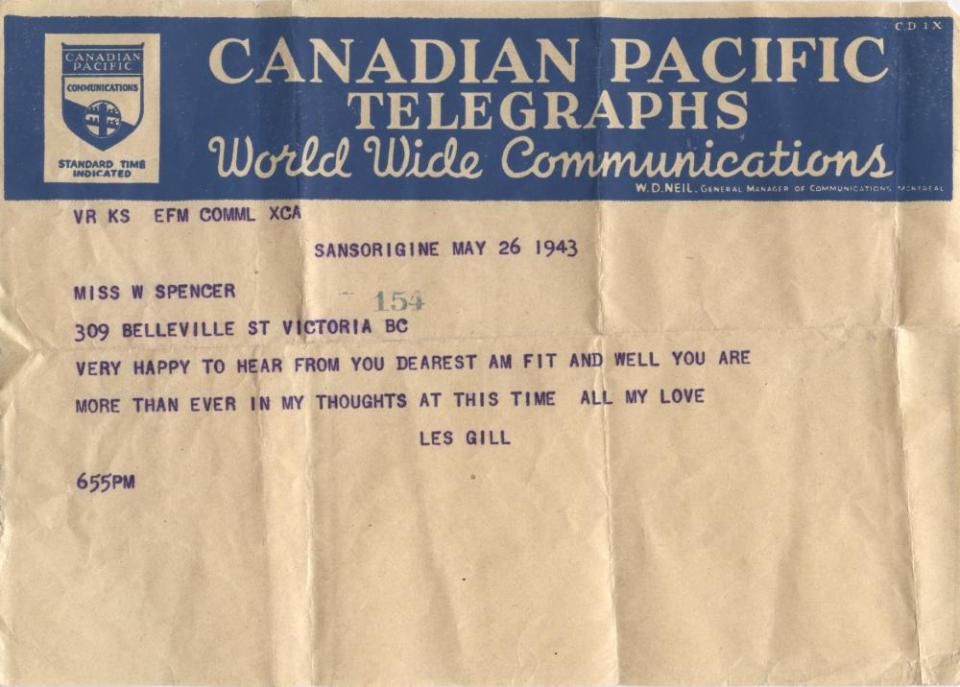 CD 1X
CANADIAN PACIFIC
COMMUNICATIONS
STANDARD TIME
INDICATED
CANADIAN PACIFIC
TELEGRAPHS
World Wide Communications
W.D.NEIL. GENERAL MANAGER OF COMMUNICATIONS, MONTREAL
VR KS EFM COMML XCA
SANSORIGINE MAY 26 1943
MISS W SPENCER
154
309 BELLEVILLE ST VICTORIA BC
VERY HAPPY TO HEAR FROM YOU DEAREST AM FIT AND WELL YOU ARE
MORE THAN EVER IN MY THOUGHTS AT THIS TIME ALL MY LOVE
LES GILL
655PM